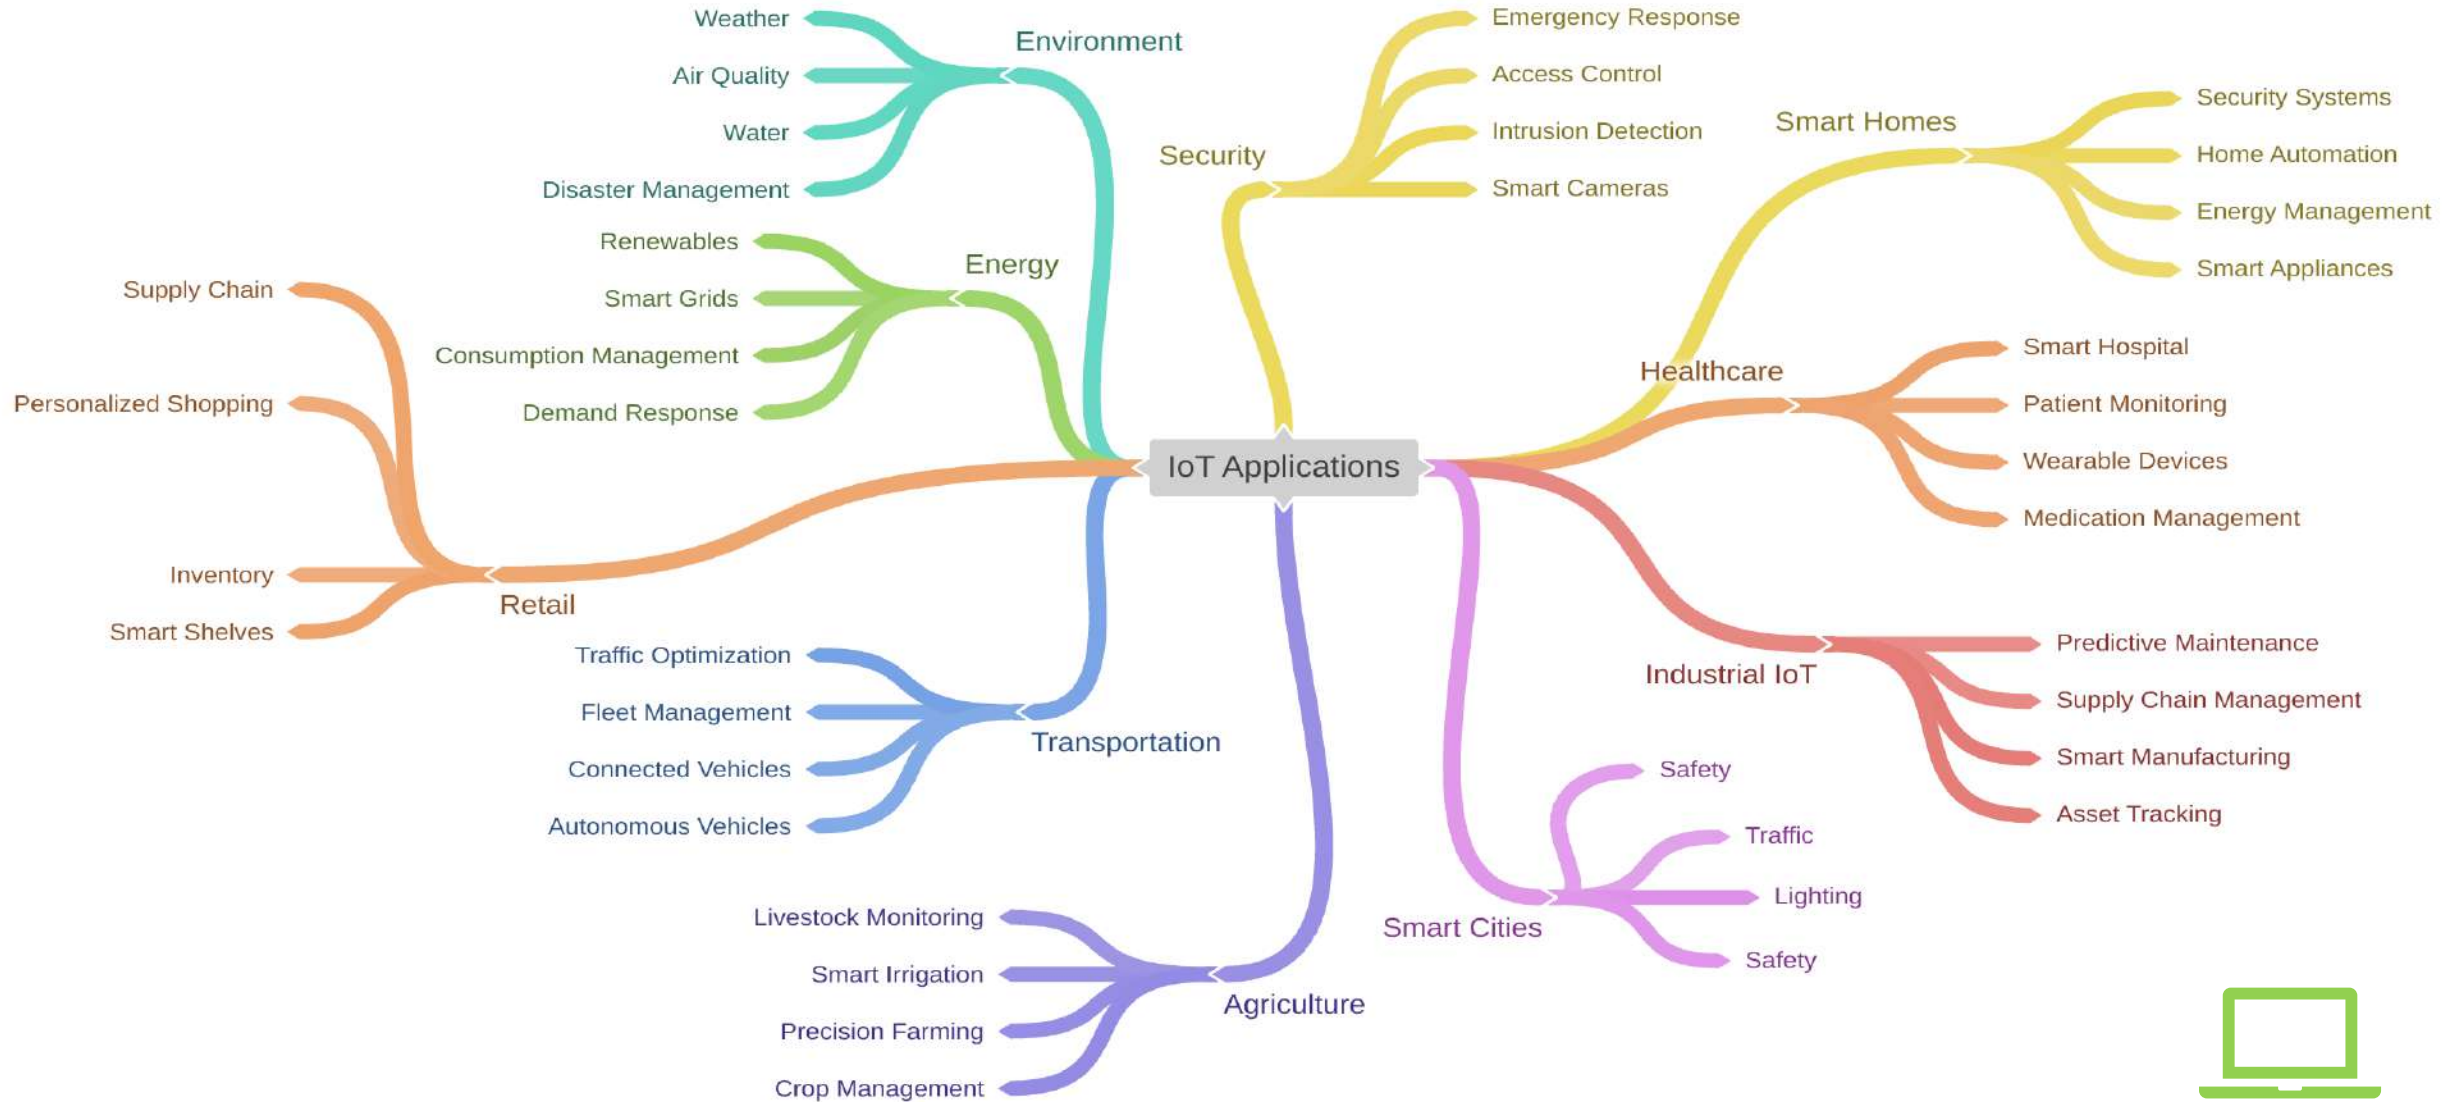 Weather
Air Quality
Water
Disaster Management
Environment
Renewables
Smart Grids
Consumption Management
Demand Response
Energy
Supply Chain
Personalized Shopping
Inventory
Smart Shelves
Retail
Traffic Optimization
Fleet Management
Connected Vehicles
Autonomous Vehicles
Transportation
Livestock Monitoring
Smart Irrigation
Precision Farming
Crop Management
Agriculture
IoT Applications
Security
Emergency Response
Access Control
Intrusion Detection
Smart Cameras
Smart Homes
Security Systems
Home Automation
Energy Management
Smart Appliances
Healthcare
Smart Hospital
Patient Monitoring
Wearable Devices
Medication Management
Industrial IoT
Predictive Maintenance
Supply Chain Management
Smart Manufacturing
Asset Tracking
Smart Cities
Safety
Traffic
Lighting
Safety